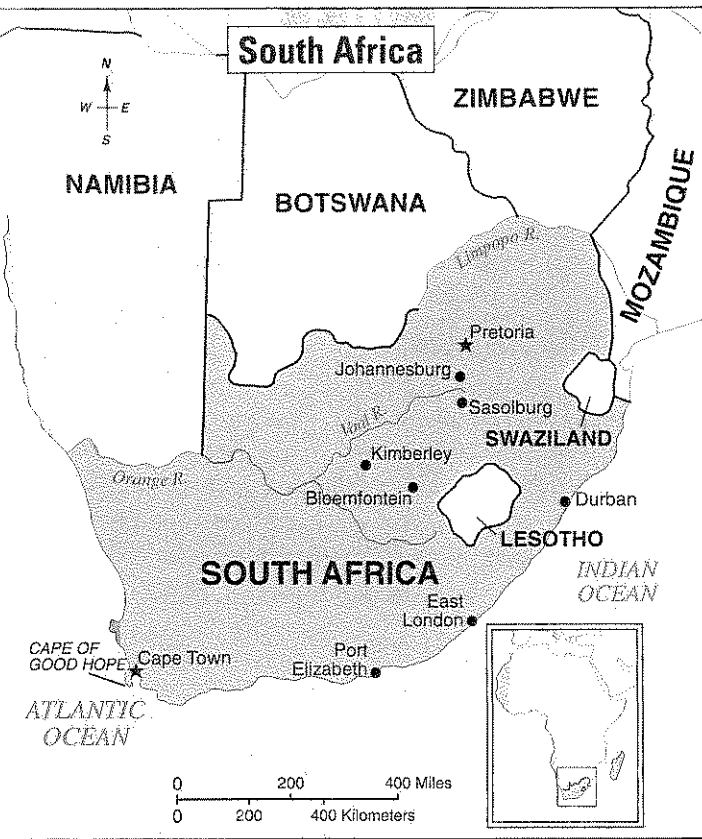 South Africa
N
W E
S
ZIMBABWE
NAMIBIA
BOTSWANA
MOZAMBIQUE
Limpopo R.
Pretoria
Johannesburg
Sasolburg
Vaal R.
SWAZILAND
Kimberley
Orange R.
Bloemfontein
Durban
LESOTHO
SOUTH AFRICA
INDIAN
OCEAN
East
London
CAPE OF
GOOD HOPE
Cape Town
Port
Elizabeth
ATLANTIC
OCEAN
0 200 400 Miles
0 200 400 Kilometers